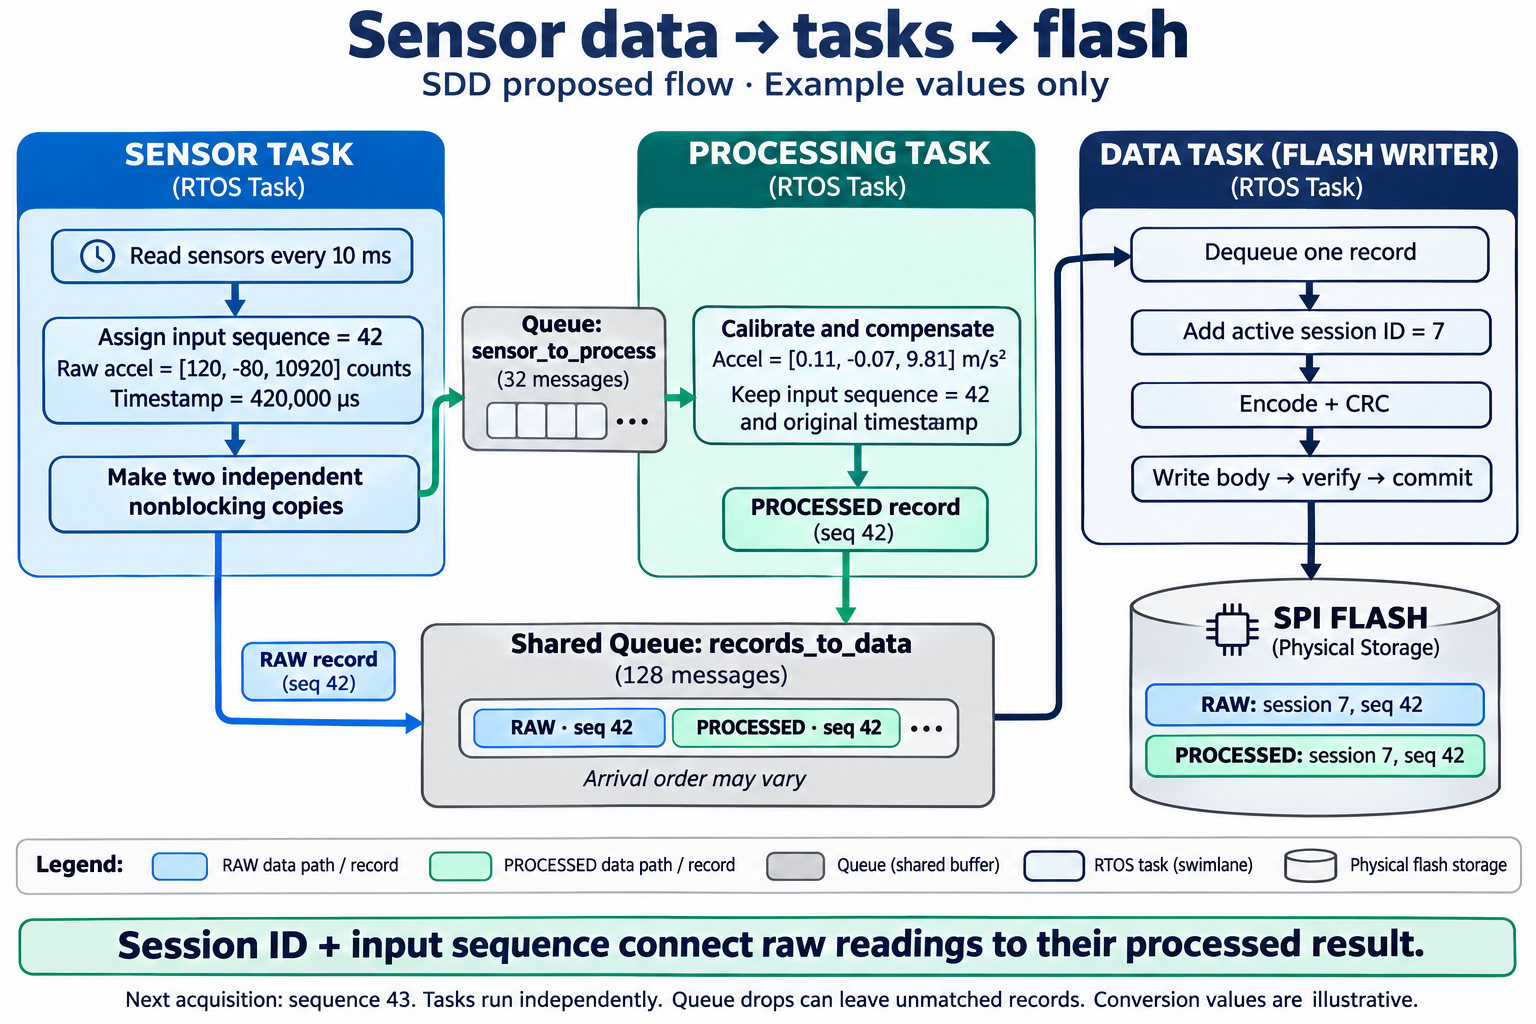 Sensor data → tasks → flash
SDD proposed flow · Example values only
SENSOR TASK
(RTOS Task)
Read sensors every 10 ms
Assign input sequence = 42
Raw accel = [120, -80, 10920] counts
Timestamp = 420,000 µs
Make two independent
nonblocking copies
Queue:
sensor_to_process
(32 messages)
...
PROCESSING TASK
(RTOS Task)
Calibrate and compensate
Accel = [0.11, -0.07, 9.81] m/s²
Keep input sequence = 42
and original timestamp
PROCESSED record
(seq 42)
RAW record
(seq 42)
Shared Queue: records_to_data
(128 messages)
RAW · seq 42
PROCESSED · seq 42
...
Arrival order may vary
DATA TASK (FLASH WRITER)
(RTOS Task)
Dequeue one record
Add active session ID = 7
Encode + CRC
Write body → verify → commit
SPI FLASH
(Physical Storage)
RAW: session 7, seq 42
PROCESSED: session 7, seq 42
Legend:
RAW data path / record
PROCESSED data path / record
Queue (shared buffer)
RTOS task (swimlane)
Physical flash storage
Session ID + input sequence connect raw readings to their processed result.
Next acquisition: sequence 43. Tasks run independently. Queue drops can leave unmatched records. Conversion values are illustrative.